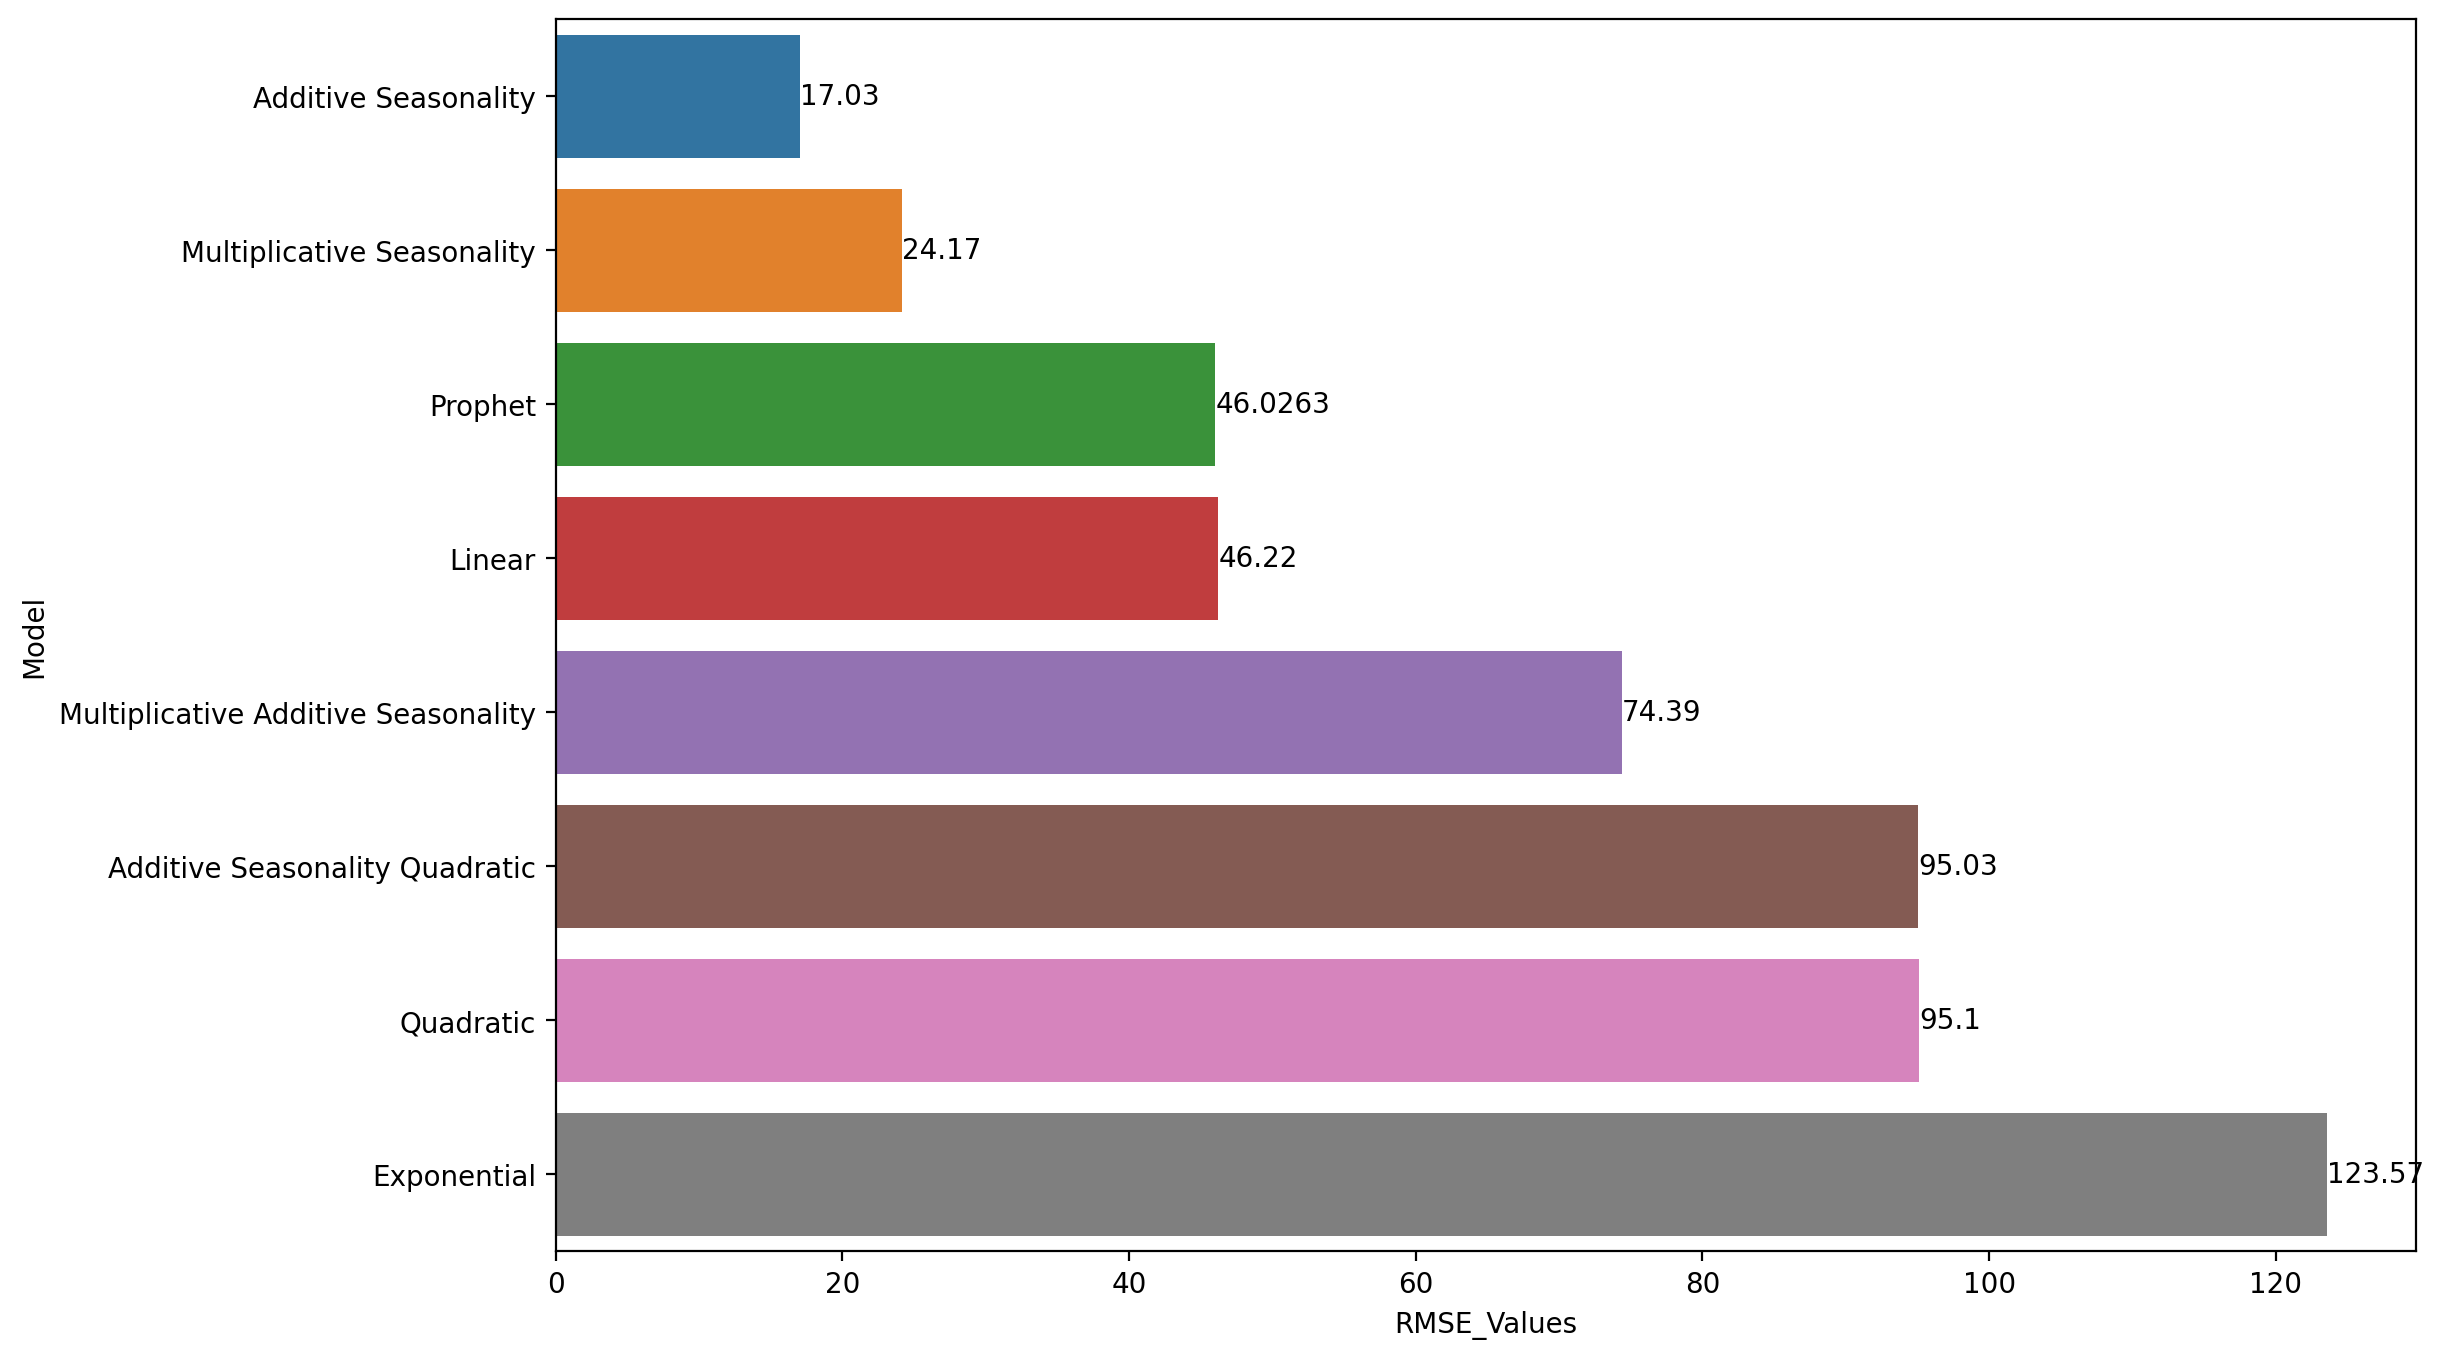 Additive Seasonality 17.03
Multiplicative Seasonality 24.17
Prophet 46.0263
Linear 46.22
Model
Multiplicative Additive Seasonality 74.39
Additive Seasonality Quadratic 95.03
Quadratic 95.1
Exponential 123.57
0 20 40 60 80 100 120
RMSE_Values